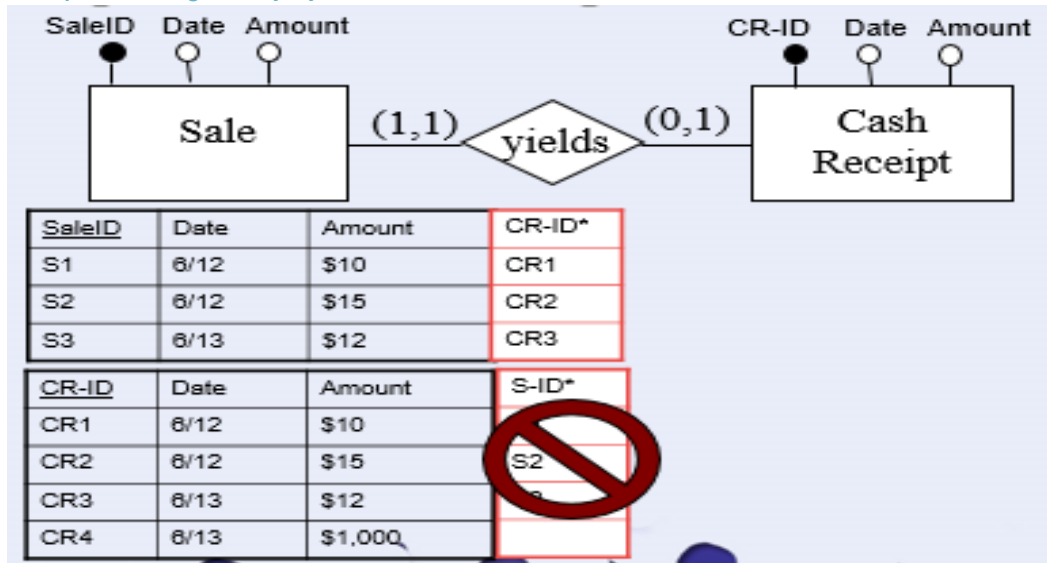 SaleID Date Amount CR-ID Date Amount
Sale (1,1) yields (0,1) Cash
Receipt
SaleID Date Amount CR-ID*
S1 6/12 $10 CR1
S2 6/12 $15 CR2
S3 6/13 $12 CR3
CR-ID Date Amount S-ID*
CR1 6/12 $10
CR2 6/12 $15 S2
CR3 6/13 $12
CR4 6/13 $1,000